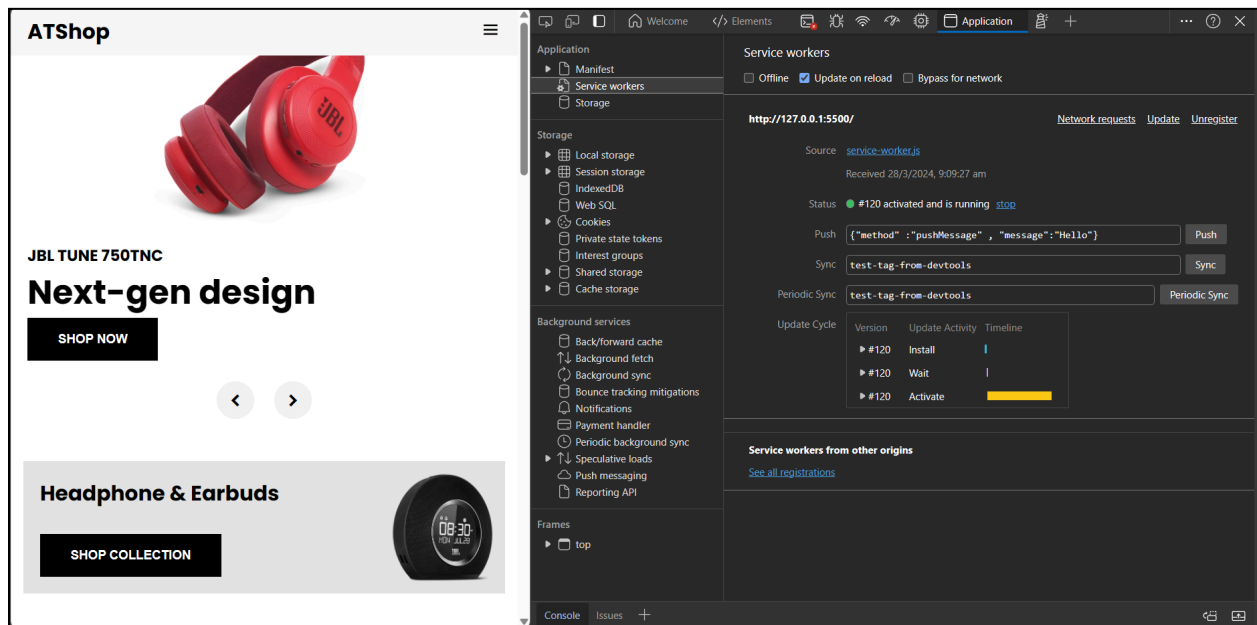 ATShop
JBL
JBL TUNE 750TNC
Next-gen design
SHOP NOW
Headphone & Earbuds
SHOP COLLECTION
08:30
JBL
Welcome
</> Elements
Application
Application
Manifest
Service workers
Storage
Storage
Local storage
Session storage
IndexedDB
Web SQL
Cookies
Private state tokens
Interest groups
Shared storage
Cache storage
Background services
Back/forward cache
Background fetch
Background sync
Bounce tracking mitigations
Notifications
Payment handler
Periodic background sync
Speculative loads
Push messaging
Reporting API
Frames
top
Service workers
Offline Update on reload Bypass for network
http://127.0.0.1:5500/ Network requests Update Unregister
Source service-worker.js
Received 28/3/2024, 9:09:27 am
Status #120 activated and is running stop
Push {"method" :"pushMessage" , "message":"Hello"} Push
Sync test-tag-from-devtools Sync
Periodic Sync test-tag-from-devtools Periodic Sync
Update Cycle Version Update Activity Timeline
#120 Install
#120 Wait
#120 Activate
Service workers from other origins
See all registrations
Console Issues